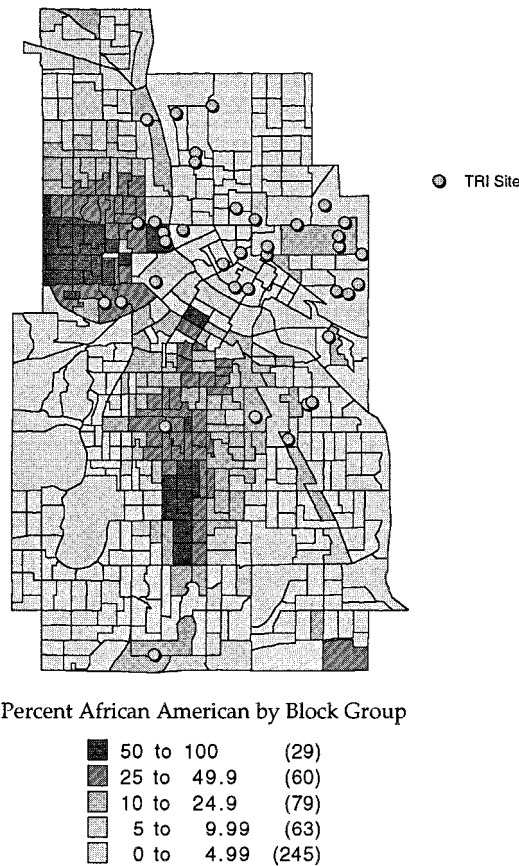 TRI Site
Percent African American by Block Group
50 to 100 (29)
25 to 49.9 (60)
10 to 24.9 (79)
5 to 9.99 (63)
0 to 4.99 (245)